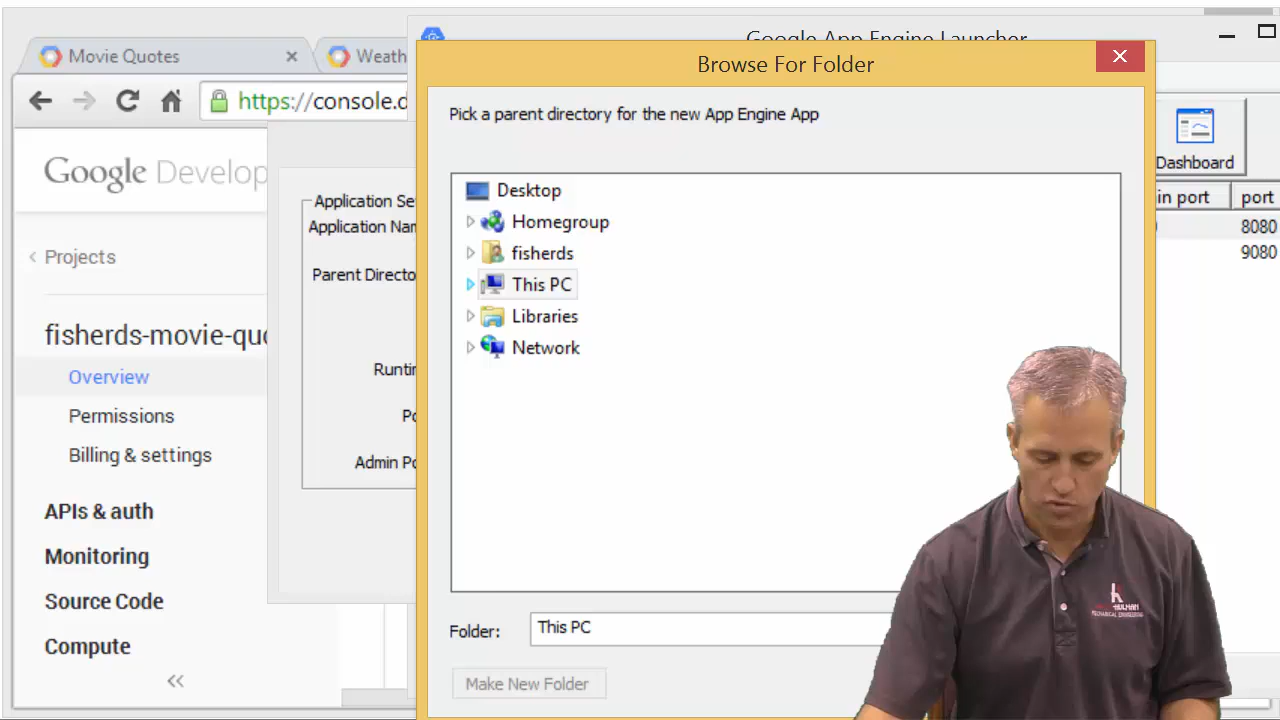 Movie Quotes
Weath
Google App Engine Launcher
Browse For Folder
https://console.d
Pick a parent directory for the new App Engine App
Google Develop
Dashboard
Application Se
in port
port
Application Nam
8080
9080
Parent Directo
Desktop
Homegroup
fisherds
This PC
Libraries
Network
Projects
fisherds-movie-quo
Overview
Permissions
Billing & settings
Runtin
Po
Admin Po
APIs & auth
Monitoring
Source Code
Compute
Folder:
This PC
Make New Folder
HULMAN
MECHANICAL ENGINEERING